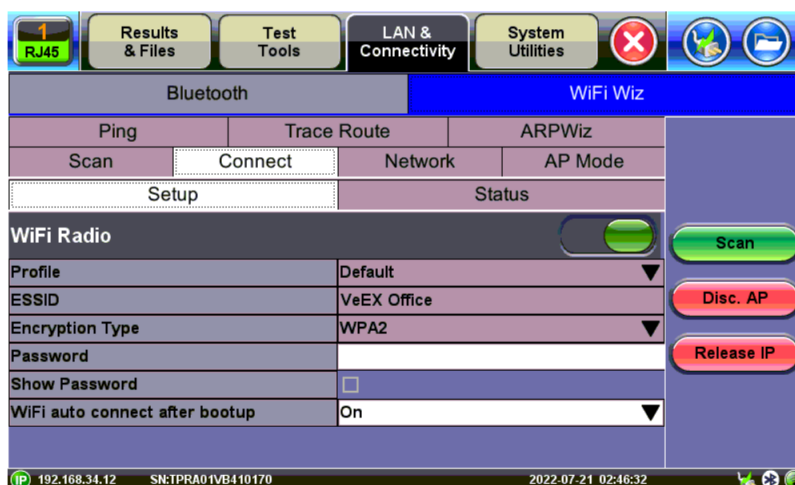 1
RJ45
Results
& Files
Test
Tools
LAN &
Connectivity
System
Utilities
Bluetooth
WiFi Wiz
Ping
Trace Route
ARPWiz
Scan
Connect
Network
AP Mode
Setup
Status
WiFi Radio
Scan
Profile
Default
ESSID
VeEX Office
Disc. AP
Encryption Type
WPA2
Password
Release IP
Show Password
WiFi auto connect after bootup
On
IP 192.168.34.12 SN:TPRA01VB410170 2022-07-21 02:46:32